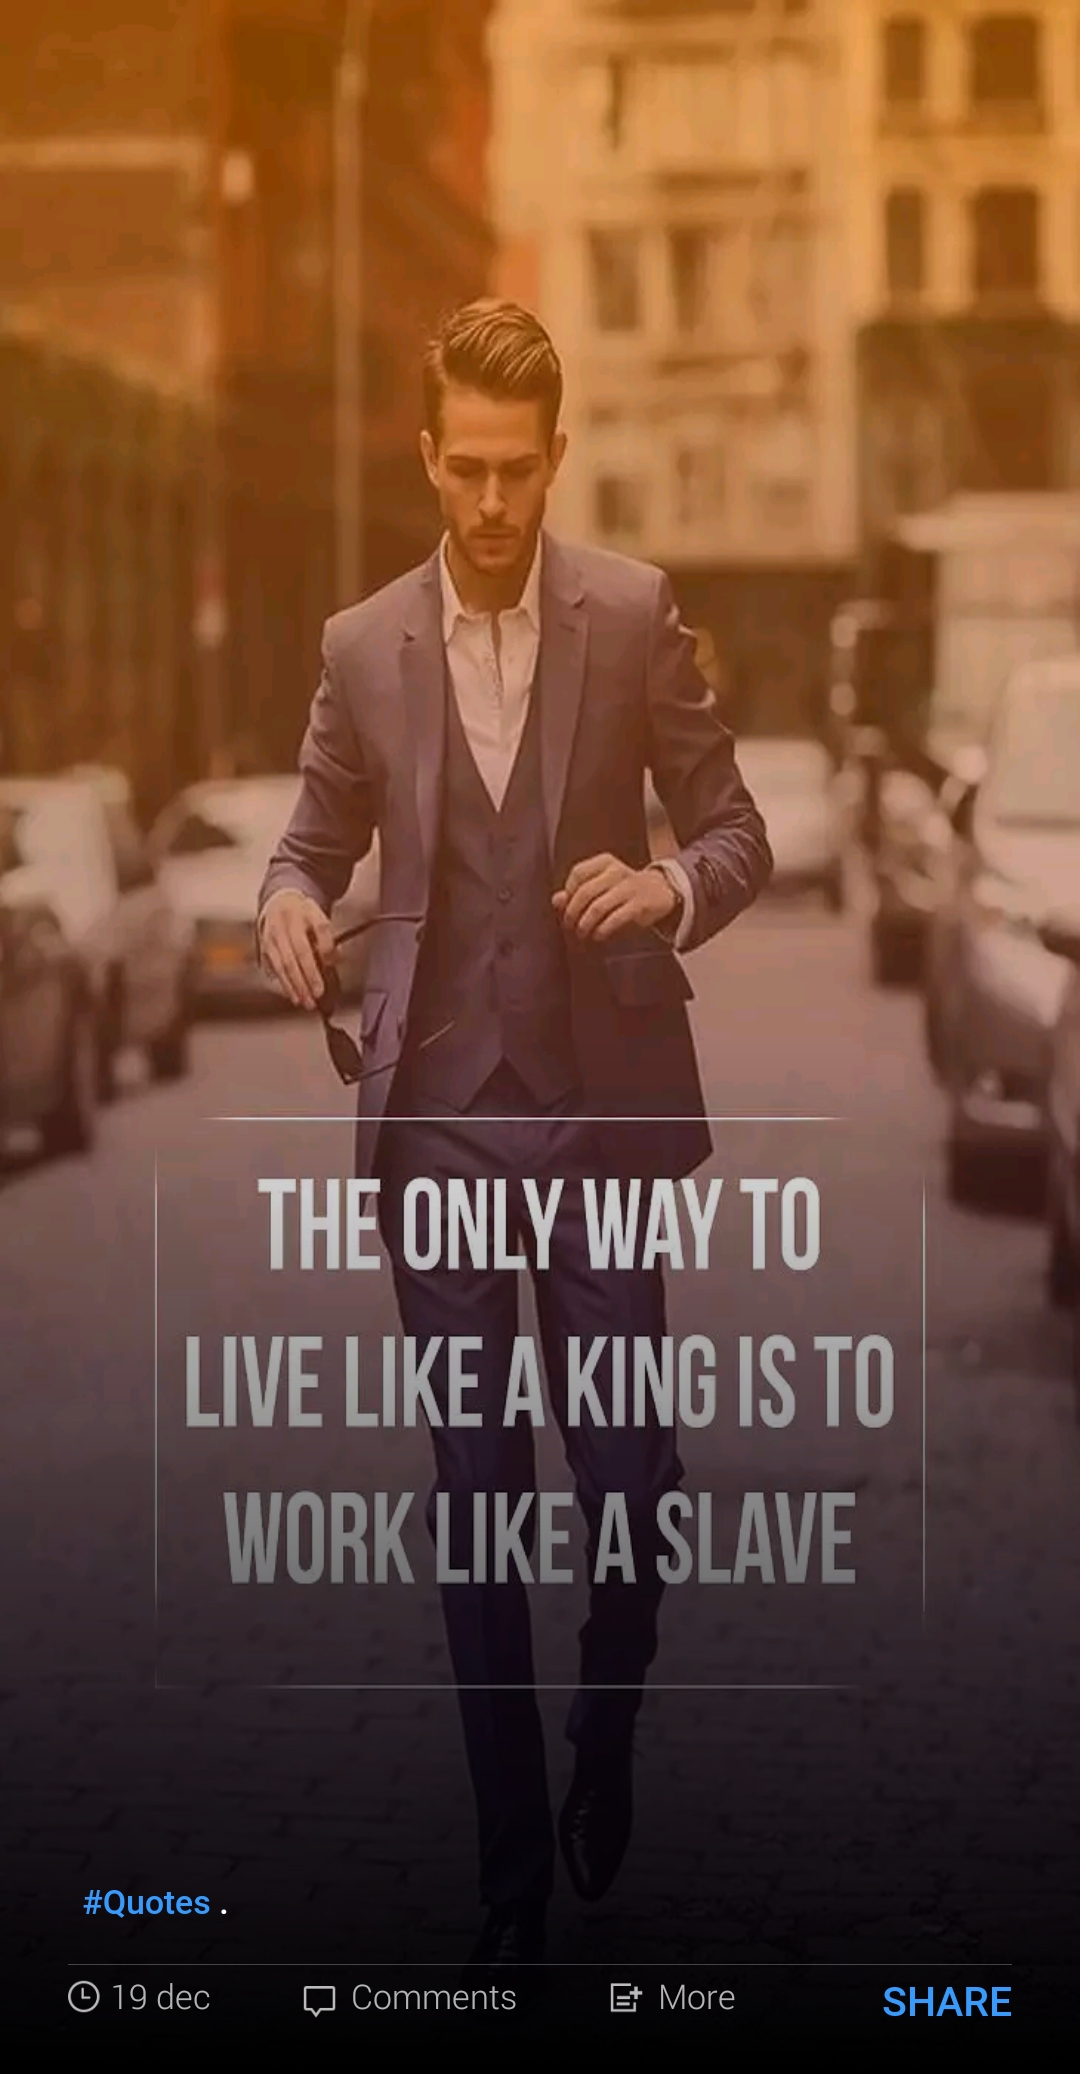 THE ONLY WAY TO
LIVE LIKE A KING IS TO
WORK LIKE A SLAVE
#Quotes .
19 dec
Comments
More
SHARE